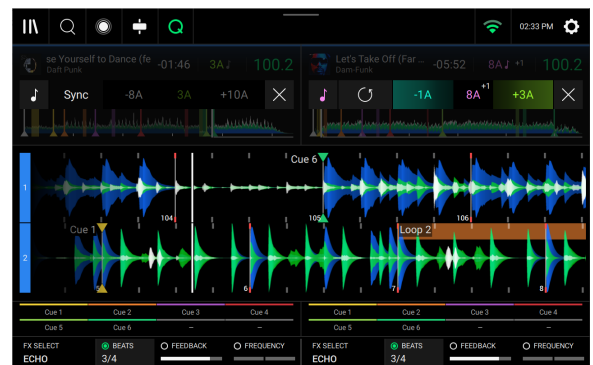 02:33 PM
se Yourself to Dance (fe
Daft Punk
-01:46
3A
100.2
Let's Take Off (Far ...
Dam-Funk
-05:52
8A +1
100.2
Sync
-8A
3A
+10A
-1A
8A +1
+3A
1
Cue 6
104
105
106
2
Cue 1
Loop 2
5
6
7
8
Cue 1
Cue 2
Cue 3
Cue 4
Cue 1
Cue 2
Cue 3
Cue 4
Cue 5
Cue 6
–
–
Cue 5
Cue 6
–
–
FX SELECT
ECHO
BEATS
3/4
FEEDBACK
FREQUENCY
FX SELECT
ECHO
BEATS
3/4
FEEDBACK
FREQUENCY